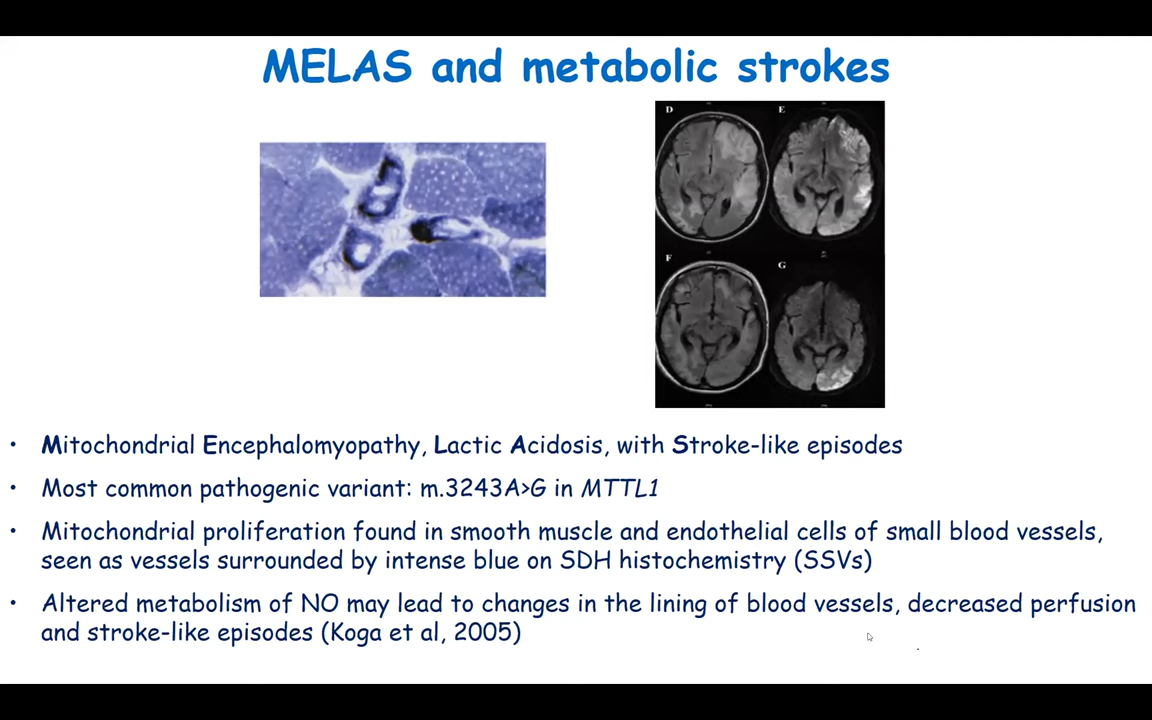 MELAS and metabolic strokes
D
E
F
G
• Mitochondrial Encephalomyopathy, Lactic Acidosis, with Stroke-like episodes
• Most common pathogenic variant: m.3243A>G in MTTL1
• Mitochondrial proliferation found in smooth muscle and endothelial cells of small blood vessels,
seen as vessels surrounded by intense blue on SDH histochemistry (SSVs)
• Altered metabolism of NO may lead to changes in the lining of blood vessels, decreased perfusion
and stroke-like episodes (Koga et al, 2005)